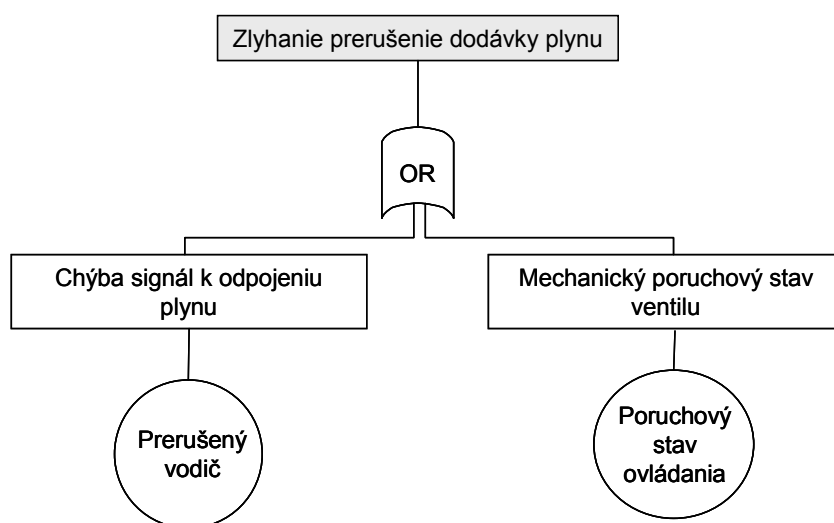 Zlyhanie prerušenie dodávky plynu
OR
Chýba signál k odpojeniu
plynu
Mechanický poruchový stav
ventilu
Prerušený
vodič
Poruchový
stav
ovládania